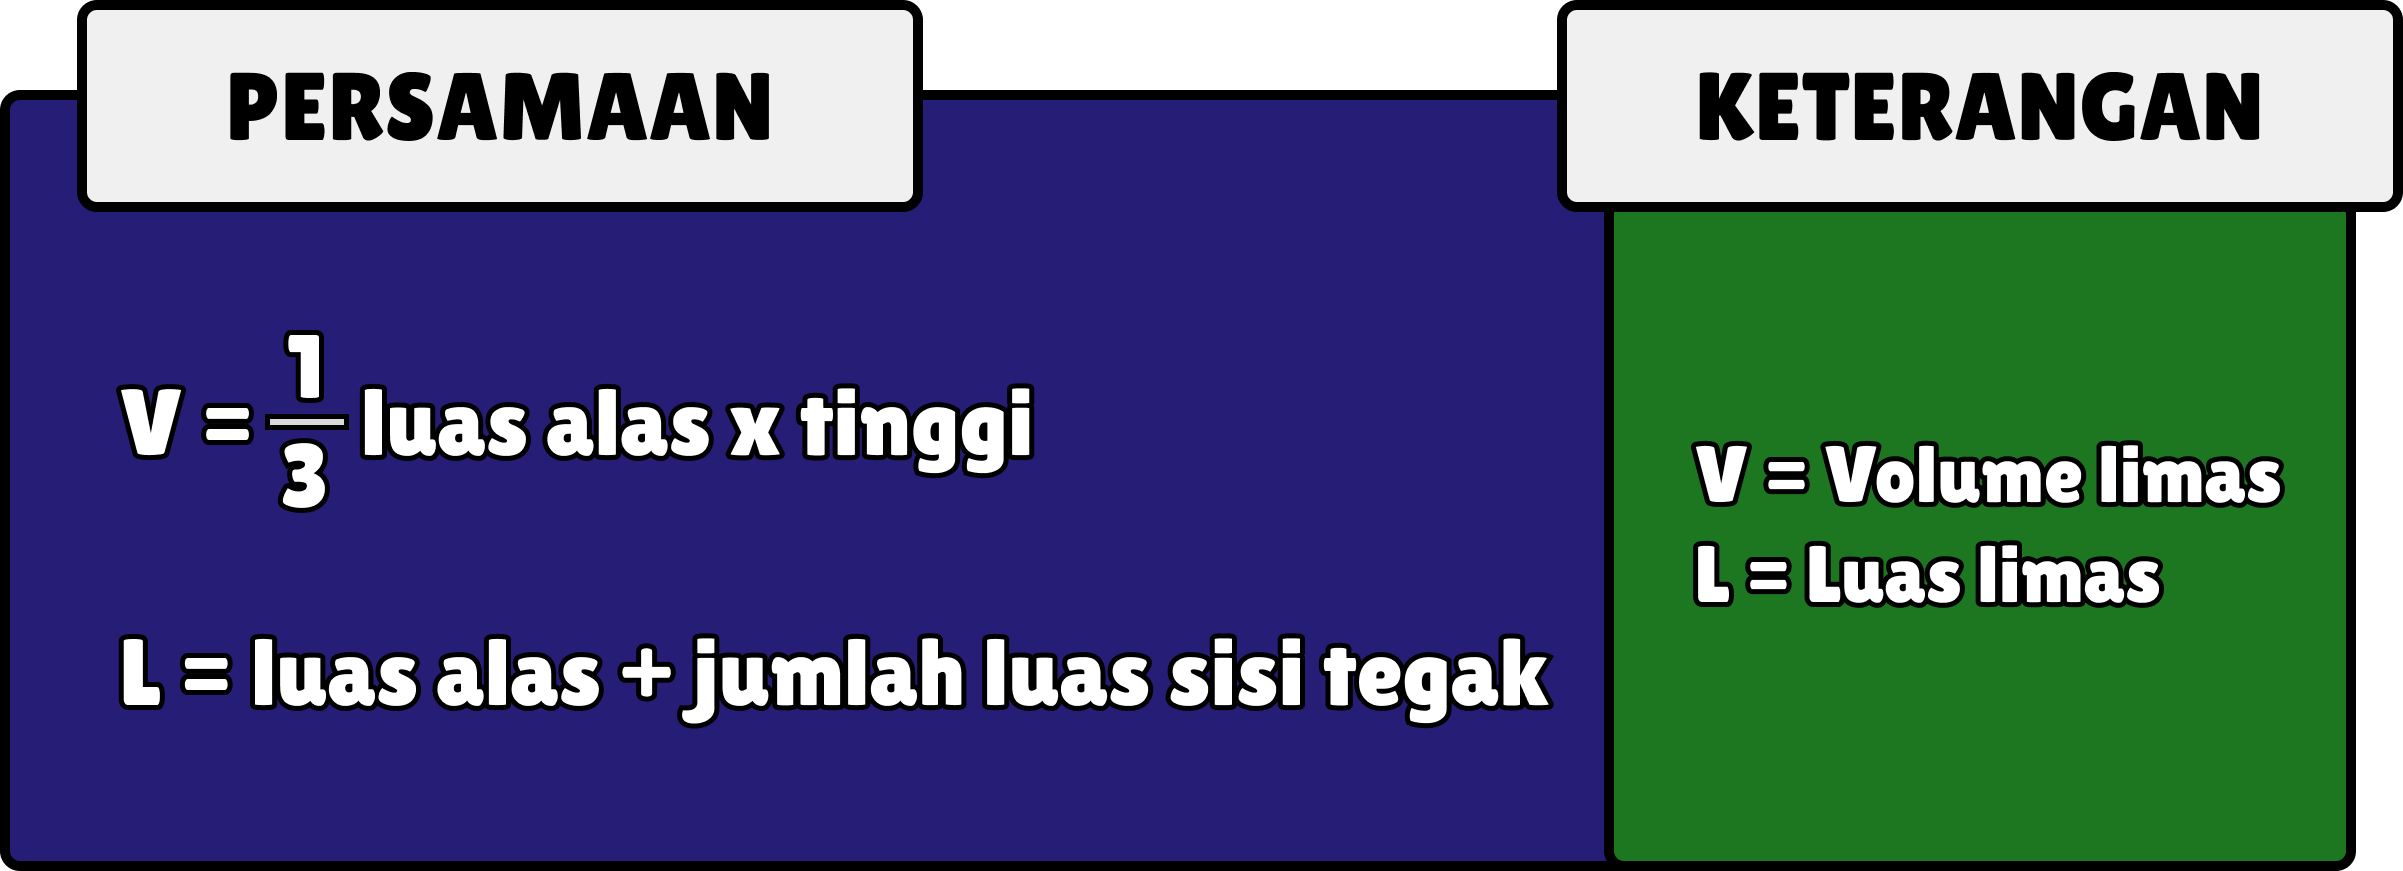 PERSAMAAN
V = 1/3 luas alas x tinggi
L = luas alas + jumlah luas sisi tegak
KETERANGAN
V = Volume limas
L = Luas limas